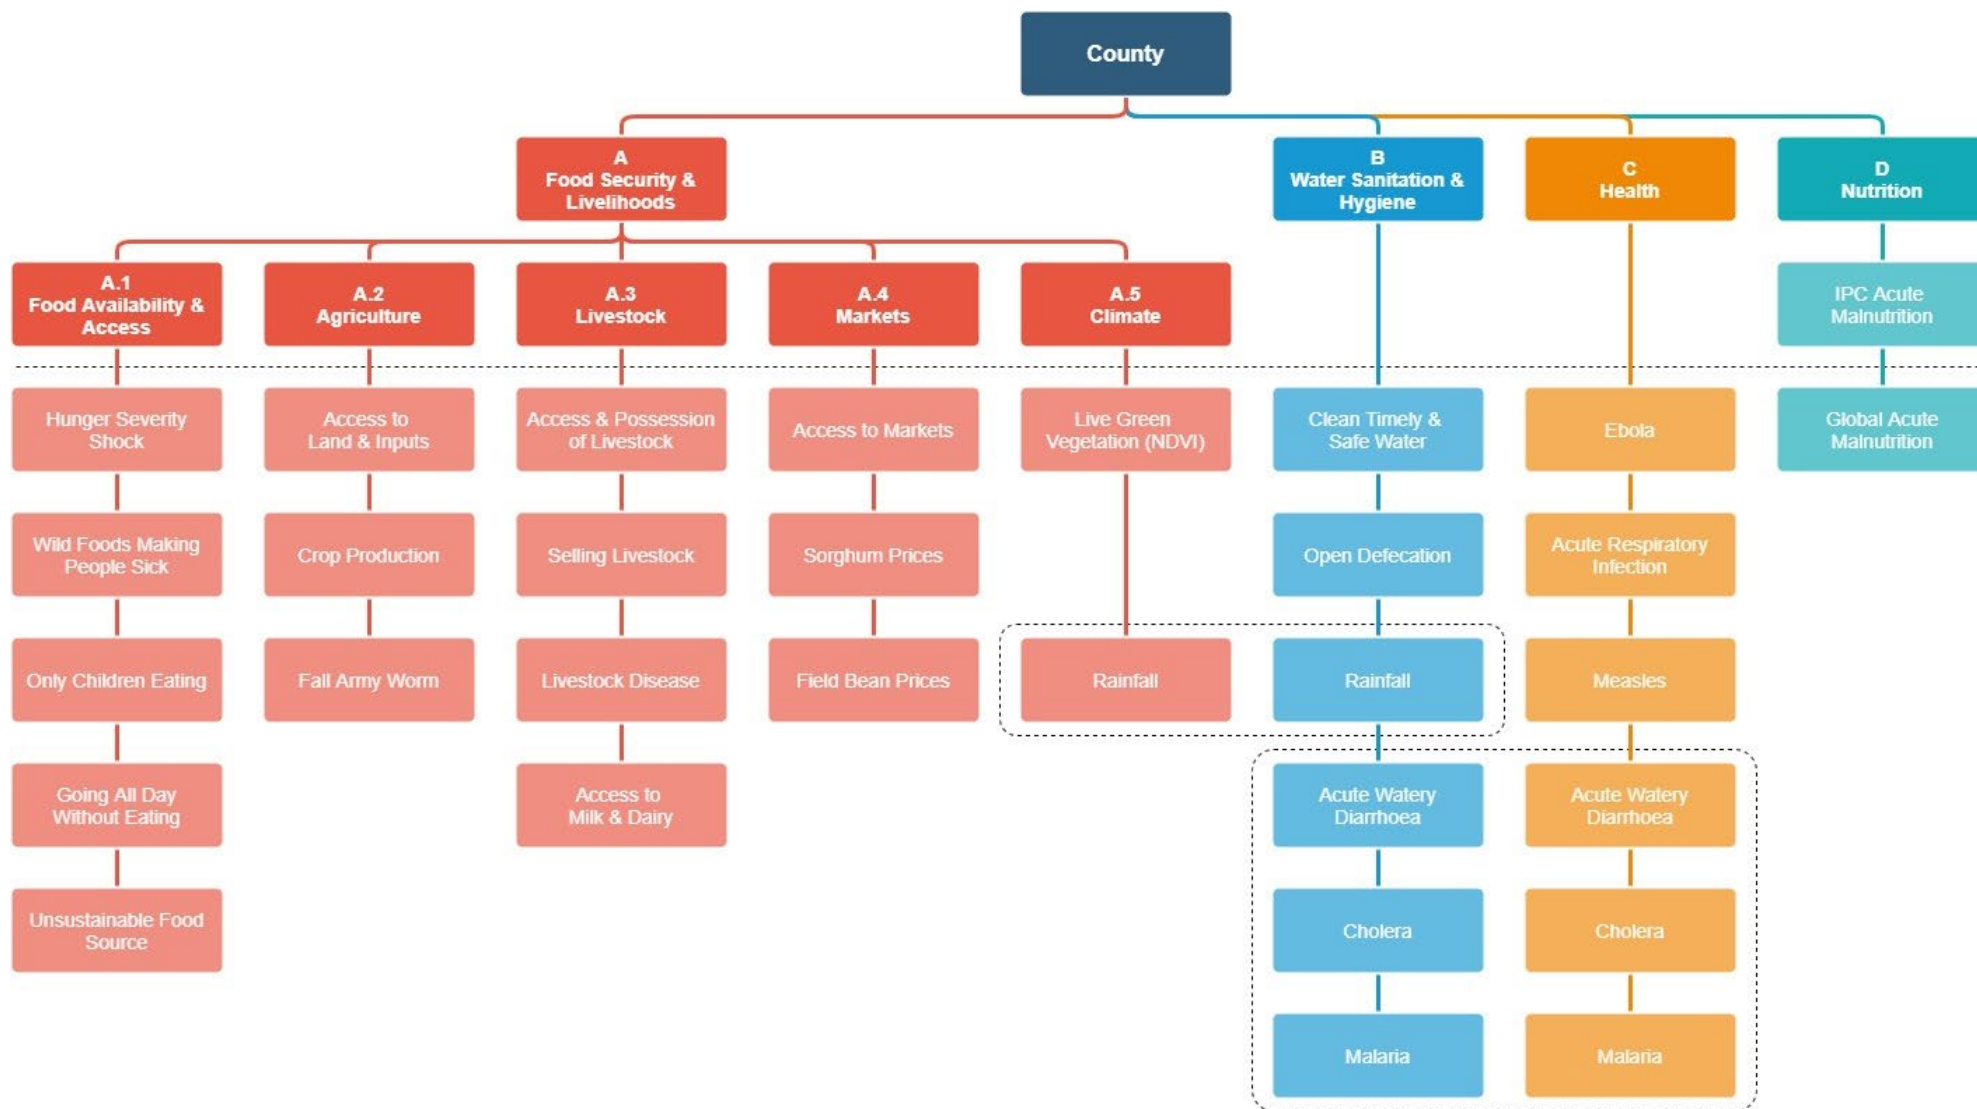 County
A
Food Security &
Livelihoods
B
Water Sanitation &
Hygiene
C
Health
D
Nutrition
A.1
Food Availability &
Access
A.2
Agriculture
A.3
Livestock
A.4
Markets
A.5
Climate
IPC Acute
Malnutrition
Hunger Severity
Shock
Access to
Land & Inputs
Access & Possession
of Livestock
Access to Markets
Live Green
Vegetation (NDVI)
Clean Timely &
Safe Water
Ebola
Global Acute
Malnutrition
Wild Foods Making
People Sick
Crop Production
Selling Livestock
Sorghum Prices
Open Defecation
Acute Respiratory
Infection
Only Children Eating
Fall Army Worm
Livestock Disease
Field Bean Prices
Rainfall
Rainfall
Measles
Going All Day
Without Eating
Access to
Milk & Dairy
Acute Watery
Diarrhoea
Acute Watery
Diarrhoea
Unsustainable Food
Source
Cholera
Cholera
Malaria
Malaria